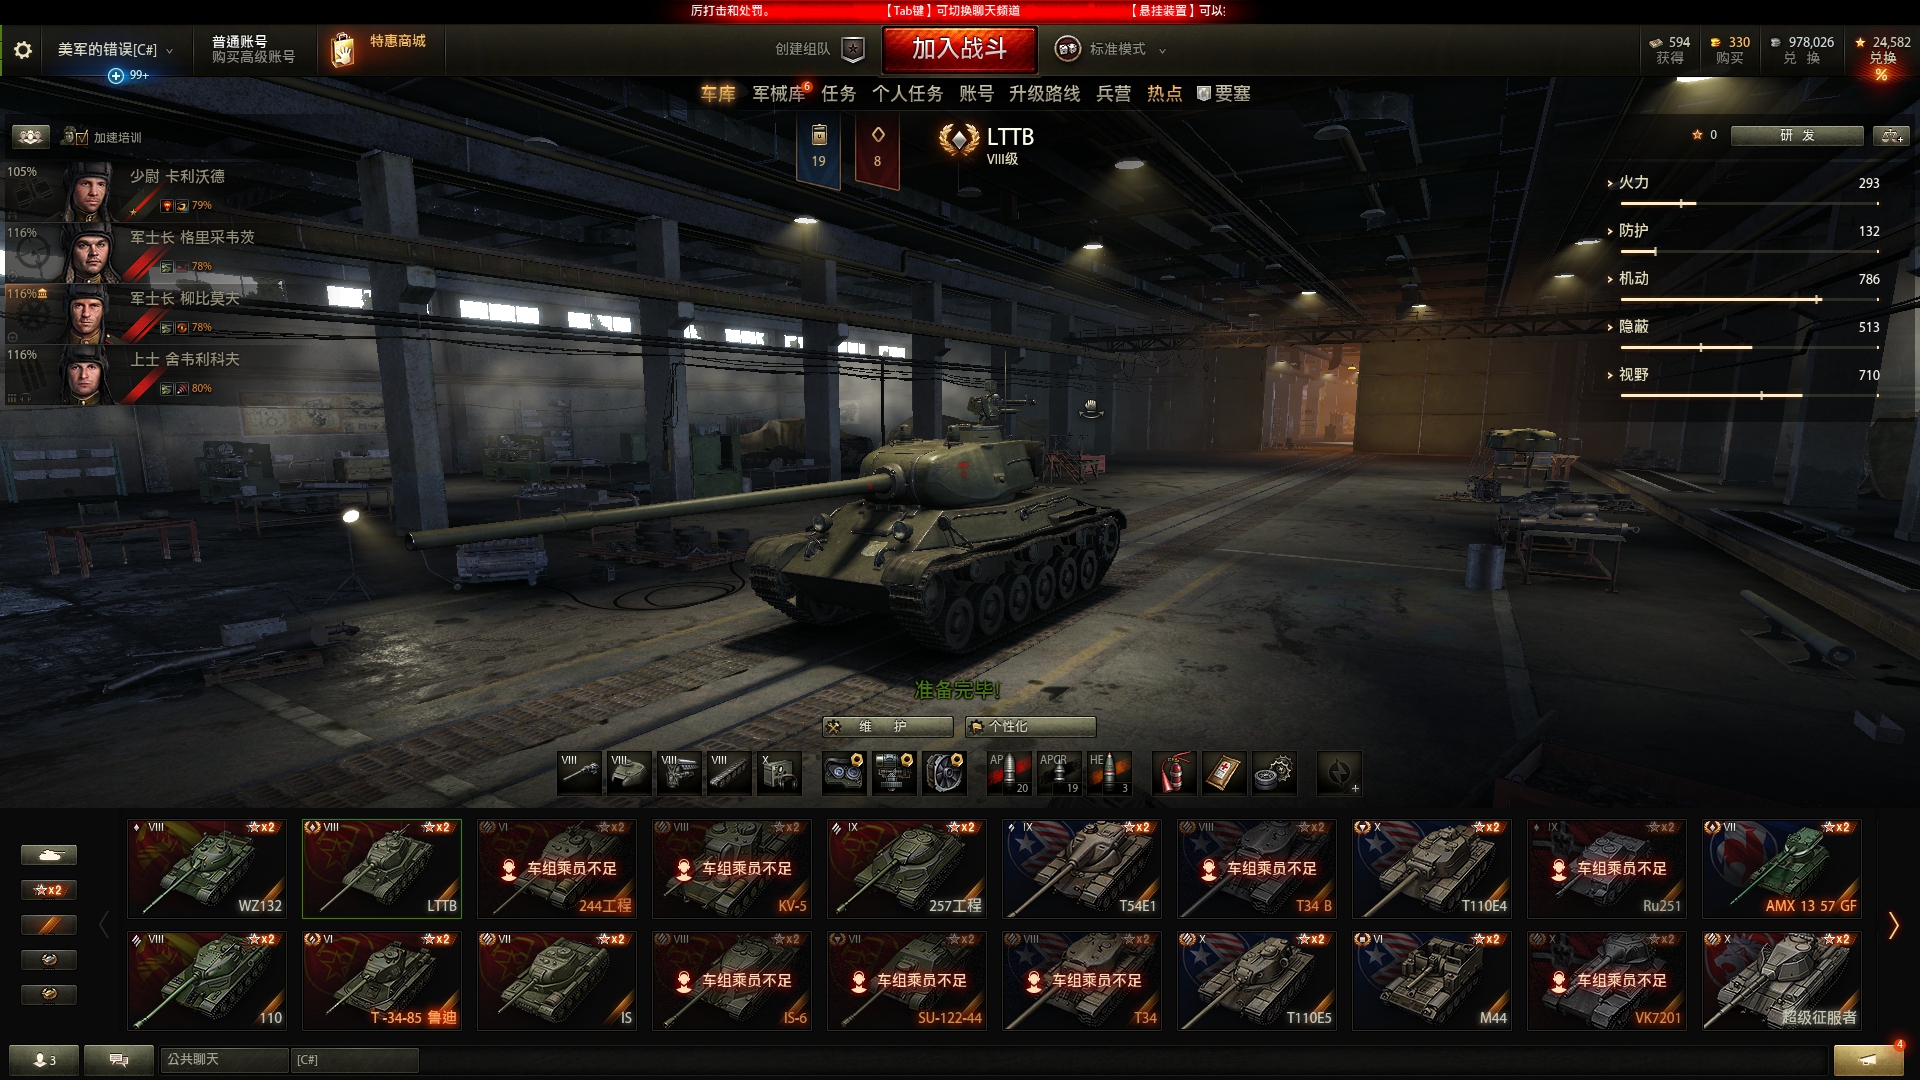 厉打击和处罚。 【Tab键】可切换聊天频道 【悬挂装置】可以
美军的错误[C#]
99+
普通账号
购买高级账号
特惠商城
创建组队
加入战斗
标准模式
594
获得
330
购买
978,026
兑 换
24,582
兑换
%
车库 军械库 6 任务 个人任务 账号 升级路线 兵营 热点 要塞
加速培训
19
8
LTTB
VIII级
0
研 发
105%
少尉 卡利沃德
79%
116%
军士长 格里采韦茨
78%
116%
军士长 柳比莫夫
78%
116%
上士 舍韦利科夫
80%
火力 293
防护 132
机动 786
隐蔽 513
视野 710
准备完毕!
维 护
个性化
VIII VIII VIII VIII X
AP 20
APCR 19
HE 3
+
VIII x2 WZ132
VIII x2 LTTB
VI x2 车组乘员不足 244工程
VIII x2 车组乘员不足 KV-5
IX x2 257工程
IX x2 T54E1
VIII x2 车组乘员不足 T34 B
X x2 T110E4
IX x2 车组乘员不足 Ru251
VII x2 AMX 13 57 GF
x2
VIII x2 110
VI x2 T-34-85 鲁迪
VII x2 IS
VIII x2 车组乘员不足 IS-6
VII x2 车组乘员不足 SU-122-44
VIII x2 车组乘员不足 T34
X x2 T110E5
VI x2 M44
X x2 车组乘员不足 VK7201
X x2 超级征服者
3
公共聊天
[C#]
4